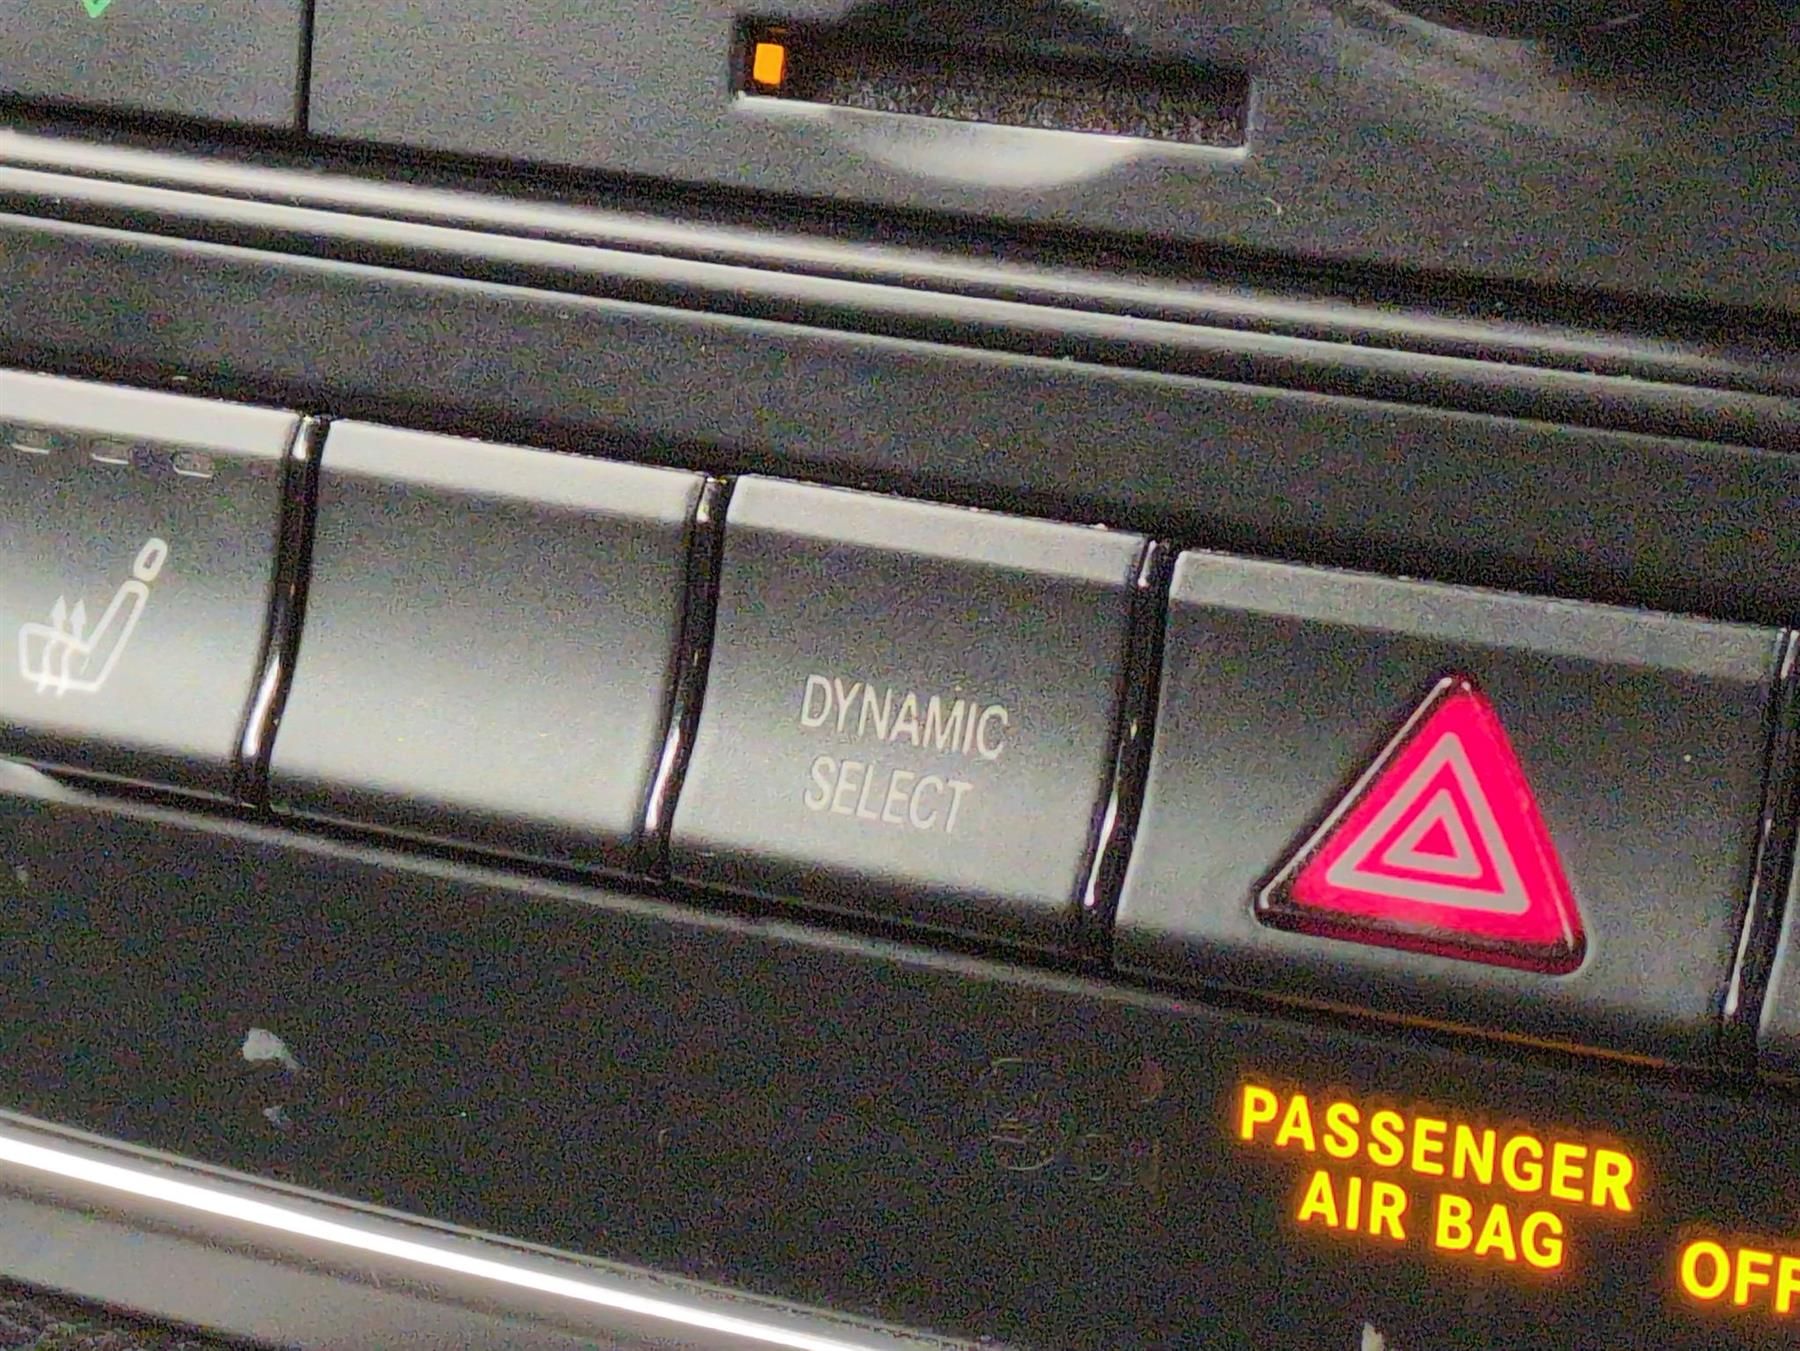 DYNAMIC
SELECT
PASSENGER
AIR BAG
OFF